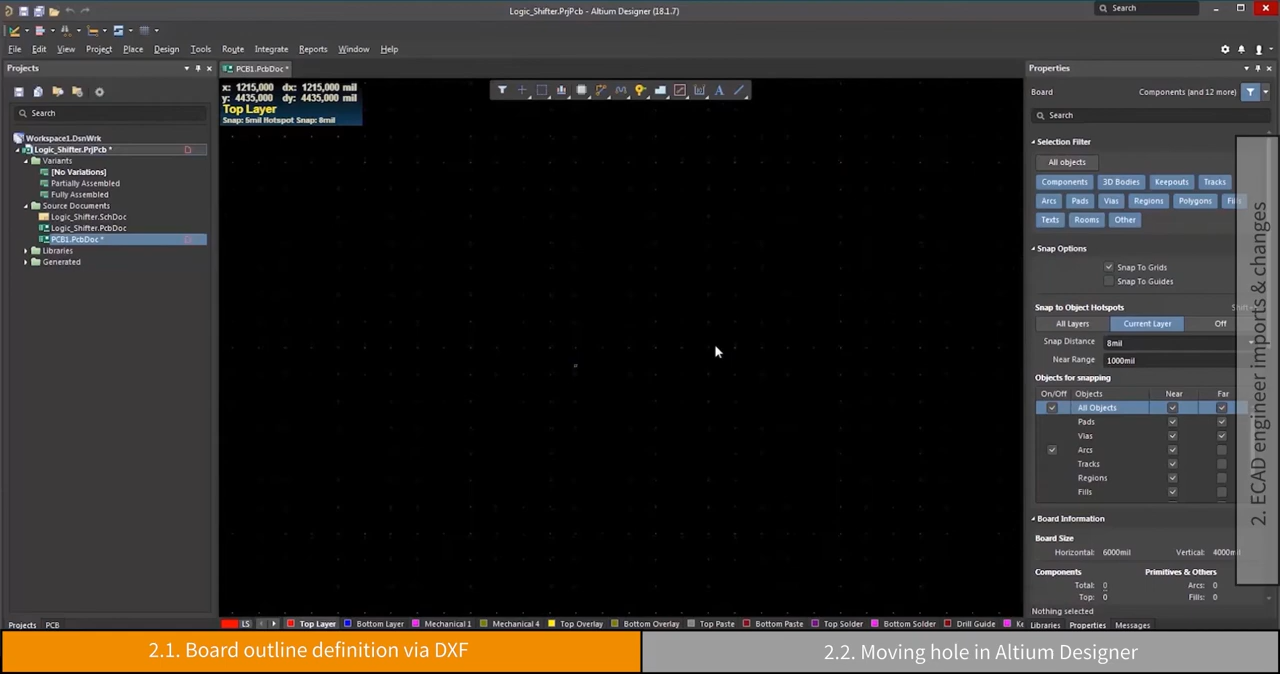 Logic_Shifter.PrjPcb * - Altium Designer (18.1.7)
Search
File Edit View Project Place Design Tools Route Integrate Reports Window Help
Projects
Search
Workspace1.DsnWrk
Logic_Shifter.PrjPcb *
Variants
[No Variations]
Partially Assembled
Fully Assembled
Source Documents
Logic_Shifter.SchDoc
Logic_Shifter.PcbDoc
PCB1.PcbDoc *
Libraries
Generated
Projects PCB
PCB1.PcbDoc *
x: 1215,000 dx: 1215,000 mil
y: 4435,000 dy: 4435,000 mil
Top Layer
Snap: 5mil Hotspot Snap: 8mil
LS Top Layer Bottom Layer Mechanical 1 Mechanical 4 Top Overlay Bottom Overlay Top Paste Bottom Paste Top Solder Bottom Solder Drill Guide Ke
Properties
Board Components (and 12 more)
Search
Selection Filter
All objects
Components 3D Bodies Keepouts Tracks
Arcs Pads Vias Regions Polygons Fills
Texts Rooms Other
Snap Options
Snap To Grids
Snap To Guides
Snap to Object Hotspots
All Layers Current Layer Off
Snap Distance 8mil
Near Range 1000mil
Objects for snapping
On/Off Objects Near Far
All Objects
Pads
Vias
Arcs
Tracks
Regions
Fills
Board Information
Board Size
Horizontal: 6000mil Vertical: 4000mil
Components Primitives & Others
Total: 0 Arcs: 0
Top: 0 Fills: 0
Nothing selected
Libraries Properties Messages
2. ECAD engineer imports & changes
2.1. Board outline definition via DXF
2.2. Moving hole in Altium Designer